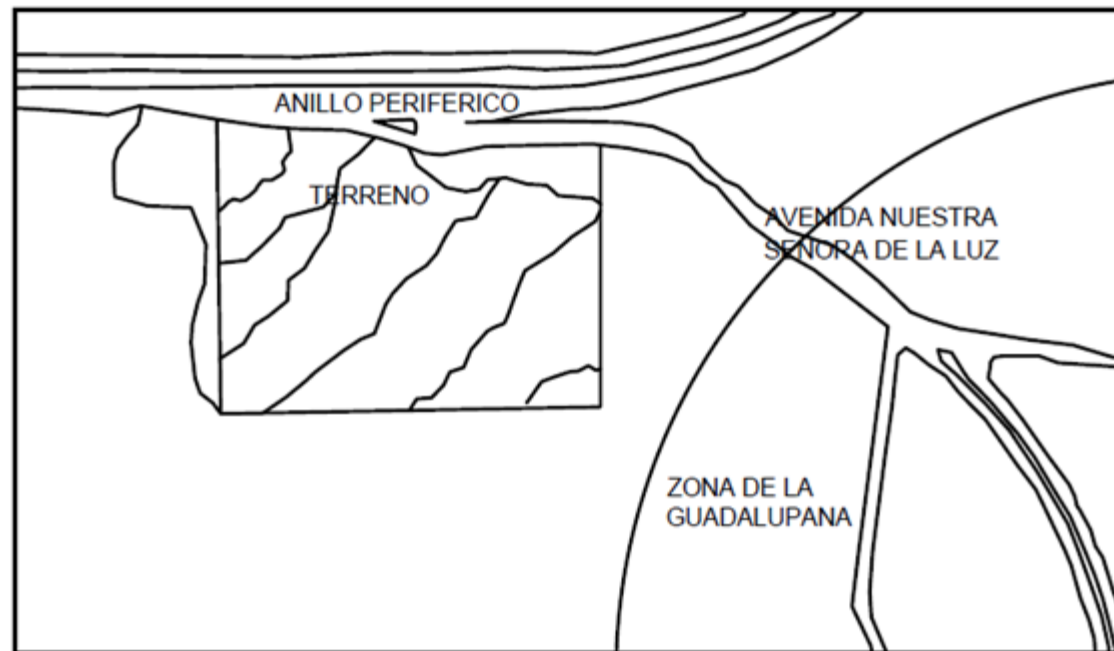 ANILLO PERIFERICO
TERRENO
AVENIDA NUESTRA
SEÑORA DE LA LUZ
ZONA DE LA
GUADALUPANA